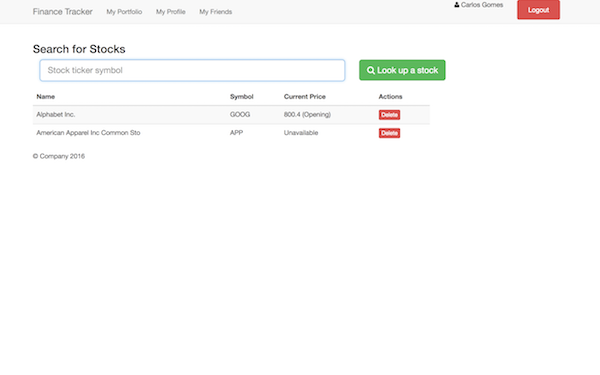 Finance Tracker My Portfolio My Profile My Friends Carlos Gomes Logout
Search for Stocks
Stock ticker symbol Look up a stock
Name Symbol Current Price Actions
Alphabet Inc. GOOG 800.4 (Opening) Delete
American Apparel Inc Common Sto APP Unavailable Delete
© Company 2016